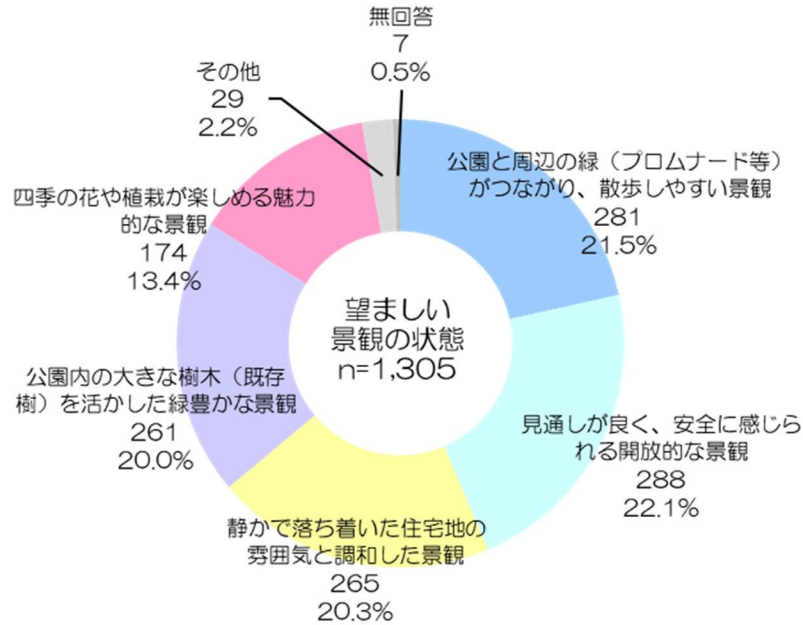 無回答
7
0.5%
その他
29
2.2%
公園と周辺の緑（プロムナード等）
がつながり、散歩しやすい景観
281
21.5%
四季の花や植栽が楽しめる魅力
的な景観
174
13.4%
望ましい
景観の状態
n=1,305
公園内の大きな樹木（既存
樹）を活かした緑豊かな景観
261
20.0%
見通しが良く、安全に感じら
れる開放的な景観
288
22.1%
静かで落ち着いた住宅地の
雰囲気と調和した景観
265
20.3%